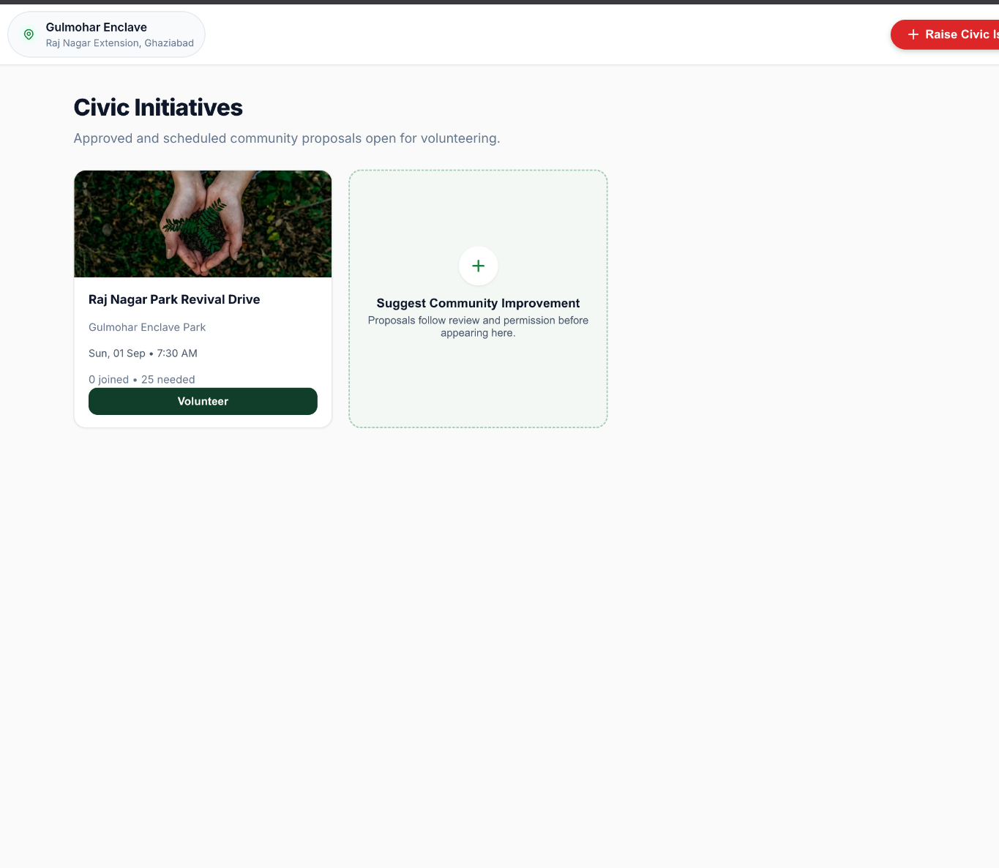 Gulmohar Enclave
Raj Nagar Extension, Ghaziabad
Raise Civic
Civic Initiatives
Approved and scheduled community proposals open for volunteering.
Raj Nagar Park Revival Drive
Gulmohar Enclave Park
Sun, 01 Sep • 7:30 AM
0 joined • 25 needed
Volunteer
Suggest Community Improvement
Proposals follow review and permission before
appearing here.